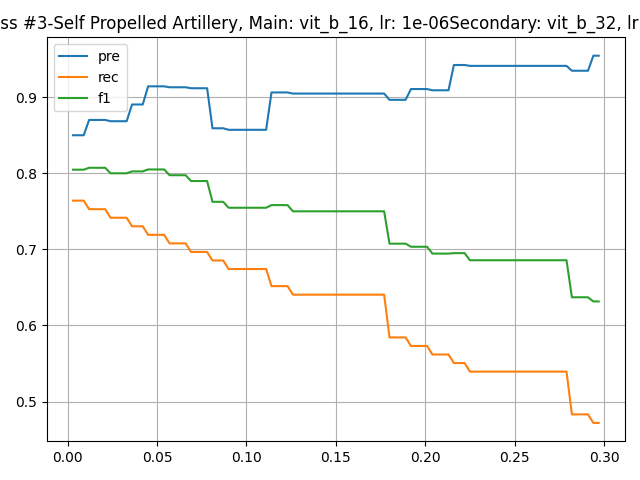 ss #3-Self Propelled Artillery, Main: vit_b_16, lr: 1e-06Secondary: vit_b_32, lr
pre
rec
f1
0.9
0.8
0.7
0.6
0.5
0.00 0.05 0.10 0.15 0.20 0.25 0.30